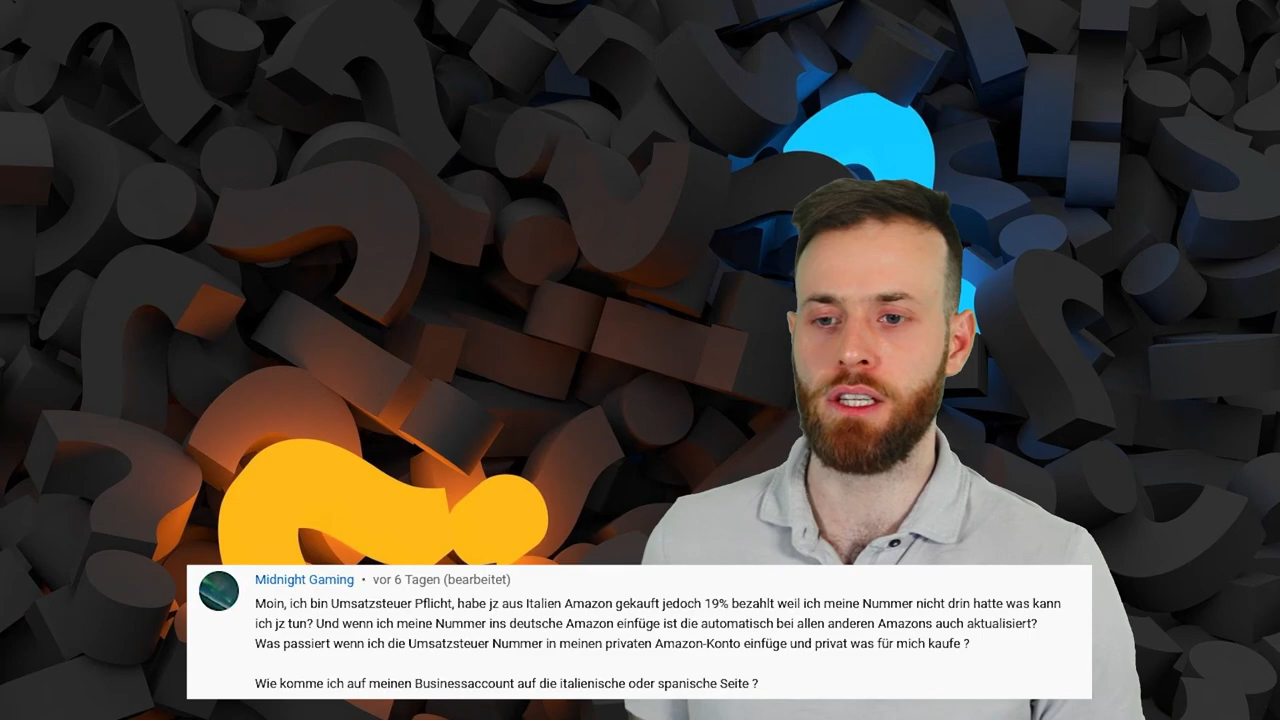 Midnight Gaming • vor 6 Tagen (bearbeitet)
Moin, ich bin Umsatzsteuer Pflicht, habe jz aus Italien Amazon gekauft jedoch 19% bezahlt weil ich meine Nummer nicht drin hatte was kann
ich jz tun? Und wenn ich meine Nummer ins deutsche Amazon einfüge ist die automatisch bei allen anderen Amazons auch aktualisiert?
Was passiert wenn ich die Umsatzsteuer Nummer in meinen privaten Amazon-Konto einfüge und privat was für mich kaufe ?
Wie komme ich auf meinen Businessaccount auf die italienische oder spanische Seite ?